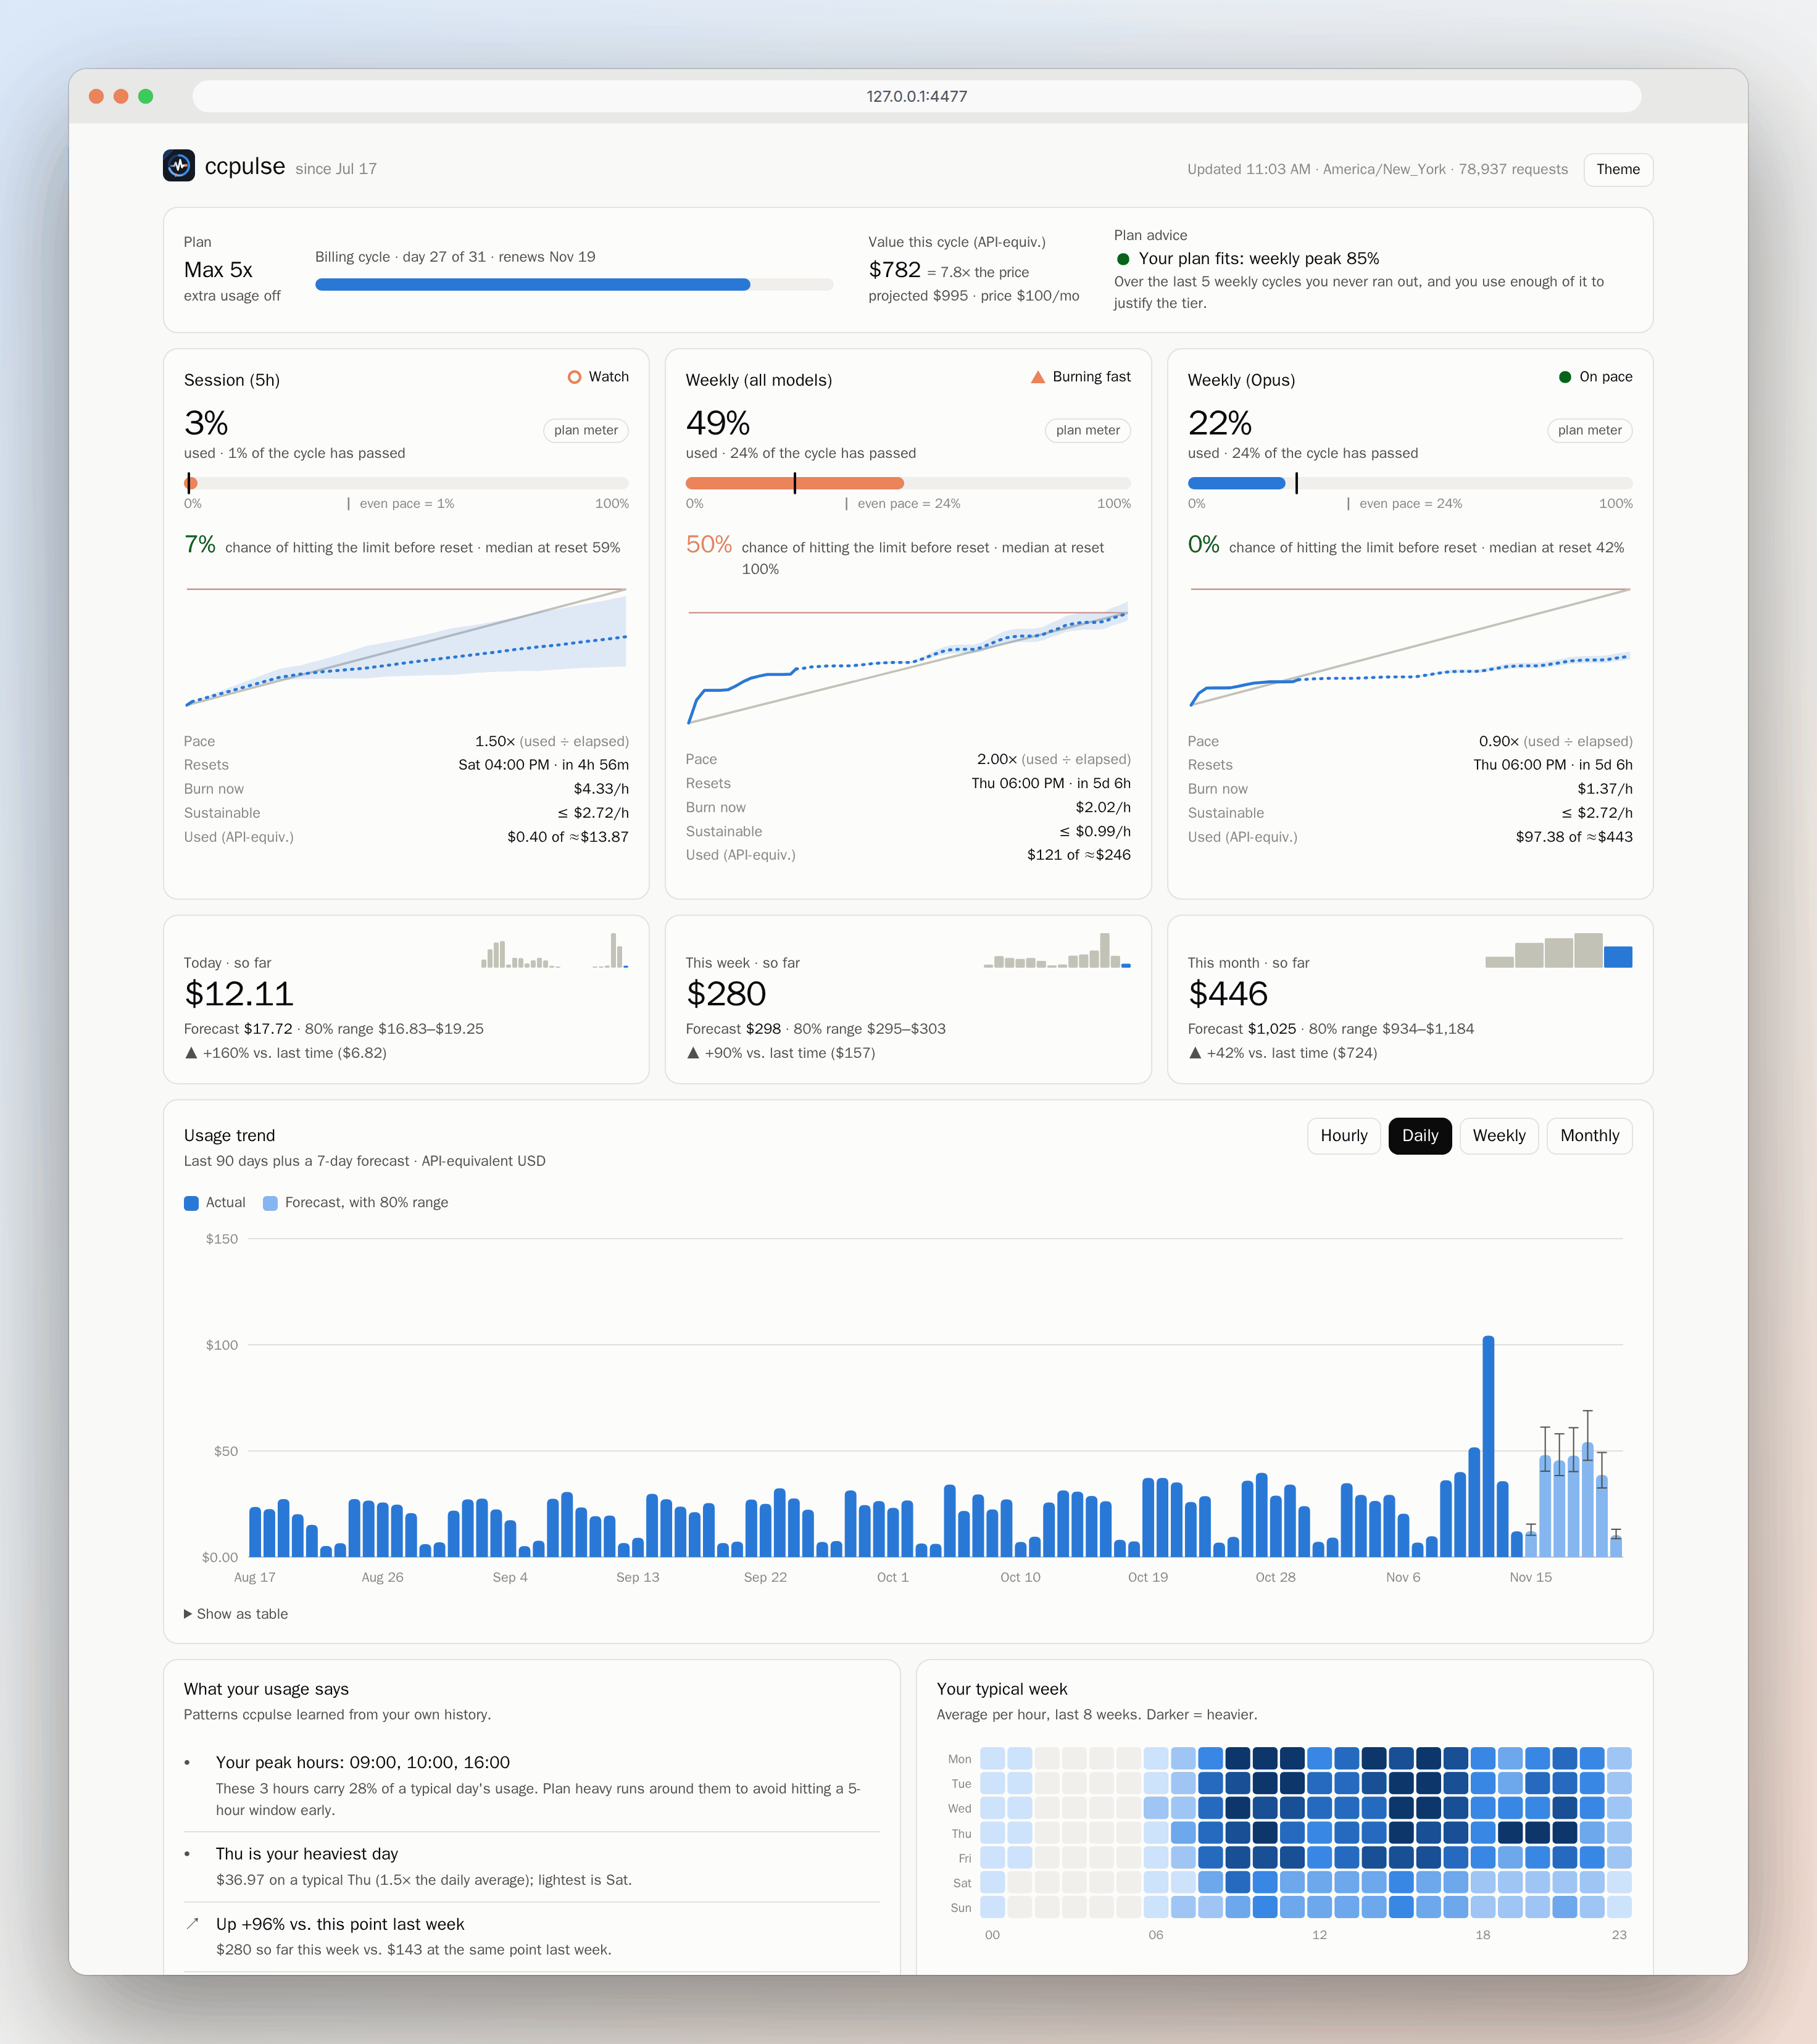 127.0.0.1:4477
ccpulse since Jul 17
Updated 11:03 AM · America/New_York · 78,937 requests
Theme
Plan
Max 5x
extra usage off
Billing cycle · day 27 of 31 · renews Nov 19
Value this cycle (API-equiv.)
$782 = 7.8× the price
projected $995 · price $100/mo
Plan advice
Your plan fits: weekly peak 85%
Over the last 5 weekly cycles you never ran out, and you use enough of it to
justify the tier.
Session (5h)
Watch
3%
plan meter
used · 1% of the cycle has passed
0% | even pace = 1% 100%
7% chance of hitting the limit before reset · median at reset 59%
Pace 1.50× (used ÷ elapsed)
Resets Sat 04:00 PM · in 4h 56m
Burn now $4.33/h
Sustainable ≤ $2.72/h
Used (API-equiv.) $0.40 of ≈$13.87
Weekly (all models)
Burning fast
49%
plan meter
used · 24% of the cycle has passed
0% | even pace = 24% 100%
50% chance of hitting the limit before reset · median at reset
100%
Pace 2.00× (used ÷ elapsed)
Resets Thu 06:00 PM · in 5d 6h
Burn now $2.02/h
Sustainable ≤ $0.99/h
Used (API-equiv.) $121 of ≈$246
Weekly (Opus)
On pace
22%
plan meter
used · 24% of the cycle has passed
0% | even pace = 24% 100%
0% chance of hitting the limit before reset · median at reset 42%
Pace 0.90× (used ÷ elapsed)
Resets Thu 06:00 PM · in 5d 6h
Burn now $1.37/h
Sustainable ≤ $2.72/h
Used (API-equiv.) $97.38 of ≈$443
Today · so far
$12.11
Forecast $17.72 · 80% range $16.83–$19.25
▲ +160% vs. last time ($6.82)
This week · so far
$280
Forecast $298 · 80% range $295–$303
▲ +90% vs. last time ($157)
This month · so far
$446
Forecast $1,025 · 80% range $934–$1,184
▲ +42% vs. last time ($724)
Usage trend
Hourly Daily Weekly Monthly
Last 90 days plus a 7-day forecast · API-equivalent USD
Actual Forecast, with 80% range
$150
$100
$50
$0.00
Aug 17 Aug 26 Sep 4 Sep 13 Sep 22 Oct 1 Oct 10 Oct 19 Oct 28 Nov 6 Nov 15
▶ Show as table
What your usage says
Patterns ccpulse learned from your own history.
• Your peak hours: 09:00, 10:00, 16:00
These 3 hours carry 28% of a typical day's usage. Plan heavy runs around them to avoid hitting a 5-
hour window early.
• Thu is your heaviest day
$36.97 on a typical Thu (1.5× the daily average); lightest is Sat.
↗ Up +96% vs. this point last week
$280 so far this week vs. $143 at the same point last week.
Your typical week
Average per hour, last 8 weeks. Darker = heavier.
Mon
Tue
Wed
Thu
Fri
Sat
Sun
00 06 12 18 23